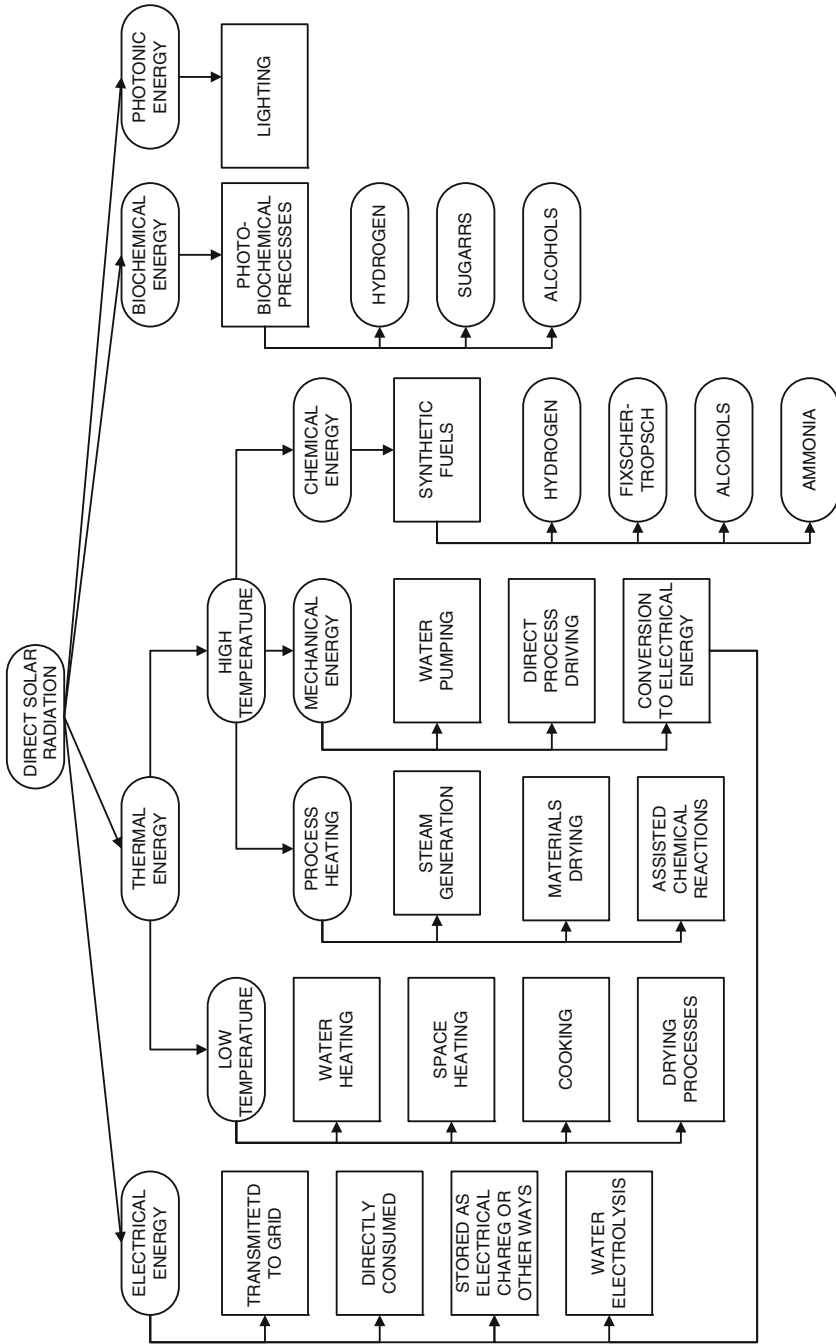 DIRECT SOLAR
RADIATION
ELECTRICAL
ENERGY
THERMAL
ENERGY
BIOCHEMICAL
ENERGY
PHOTONIC
ENERGY
TRANSMITETD
TO GRID
DIRECTLY
CONSUMED
STORED AS
ELECTRICAL
CHAREG OR
OTHER WAYS
WATER
ELECTROLYSIS
LOW
TEMPERATURE
WATER
HEATING
SPACE
HEATING
COOKING
DRYING
PROCESSES
HIGH
TEMPERATURE
PROCESS
HEATING
STEAM
GENERATION
MATERIALS
DRYING
ASSISTED
CHEMICAL
REACTIONS
MECHANICAL
ENERGY
WATER
PUMPING
DIRECT
PROCESS
DRIVING
CONVERSION
TO ELECTRICAL
ENERGY
CHEMICAL
ENERGY
SYNTHETIC
FUELS
HYDROGEN
FIXSCHER-
TROPSCH
ALCOHOLS
AMMONIA
PHOTO-
BIOCHEMICAL
PRECESSES
HYDROGEN
SUGARRS
ALCOHOLS
LIGHTING